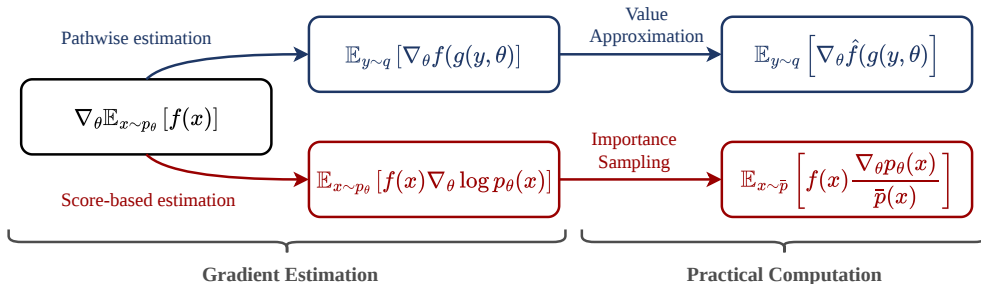 Pathwise estimation
𝔼_{y∼q} [∇_θ f(g(y, θ)]
Value
Approximation
𝔼_{y∼q} [∇_θ f̂(g(y, θ)]
∇_θ 𝔼_{x∼p_θ} [f(x)]
Score-based estimation
𝔼_{x∼p_θ} [f(x)∇_θ log p_θ(x)]
Importance
Sampling
𝔼_{x∼p̄} [f(x) ∇_θ p_θ(x) / p̄(x)]
Gradient Estimation
Practical Computation